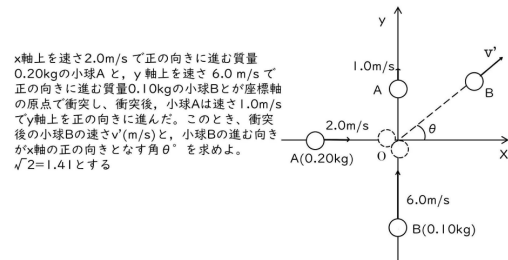 x軸上を速さ2.0m/s で正の向きに進む質量
0.20kgの小球A と，y 軸上を速さ 6.0 m/s で
正の向きに進む質量0.10kgの小球Bとが座標軸
の原点で衝突し、衝突後，小球Aは速さ1.0m/s
でy軸上を正の向きに進んだ。このとき、衝突
後の小球Bの速さv'(m/s)と，小球Bの進む向き
がx軸の正の向きとなす角θ°を求めよ。
√2=1.41とする
y
v'
1.0m/s
A
B
2.0m/s
θ
O
x
A(0.20kg)
6.0m/s
B(0.10kg)